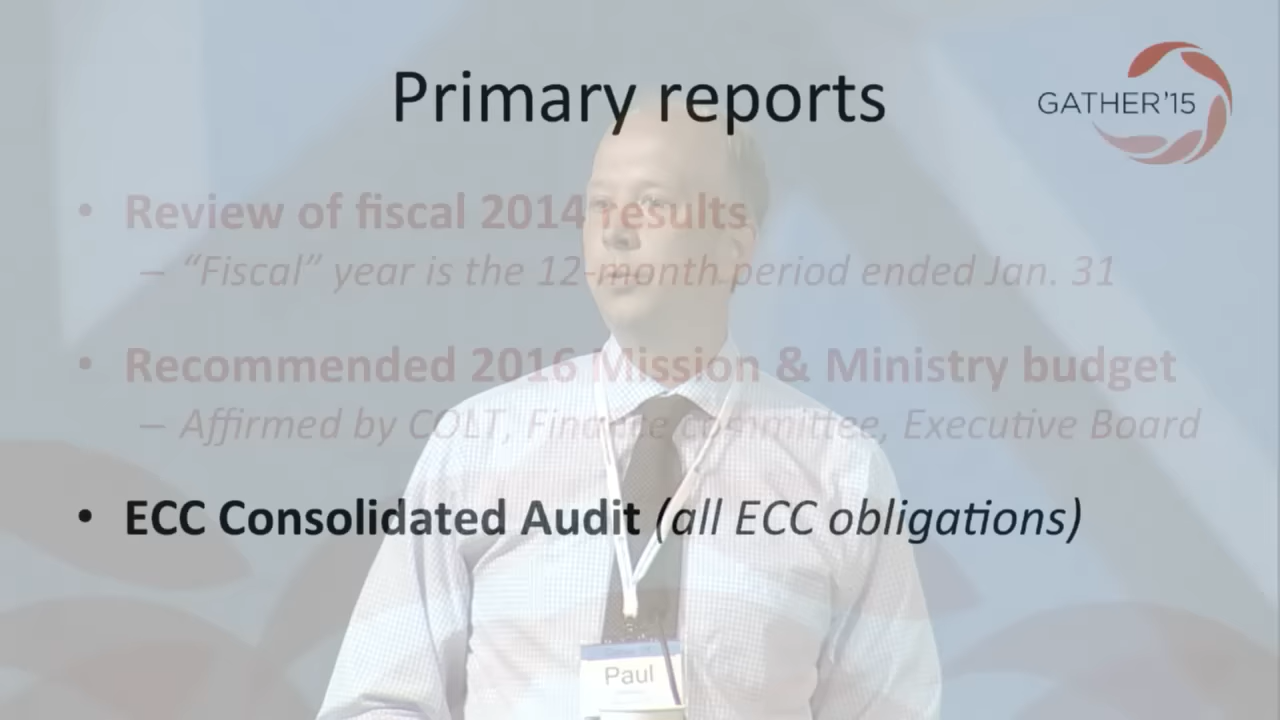 Primary reports
GATHER'15
• Review of fiscal 2014 results
– “Fiscal” year is the 12-month period ended Jan. 31
• Recommended 2016 Mission & Ministry budget
– Affirmed by COLT, Finance committee, Executive Board
• ECC Consolidated Audit (all ECC obligations)
Paul